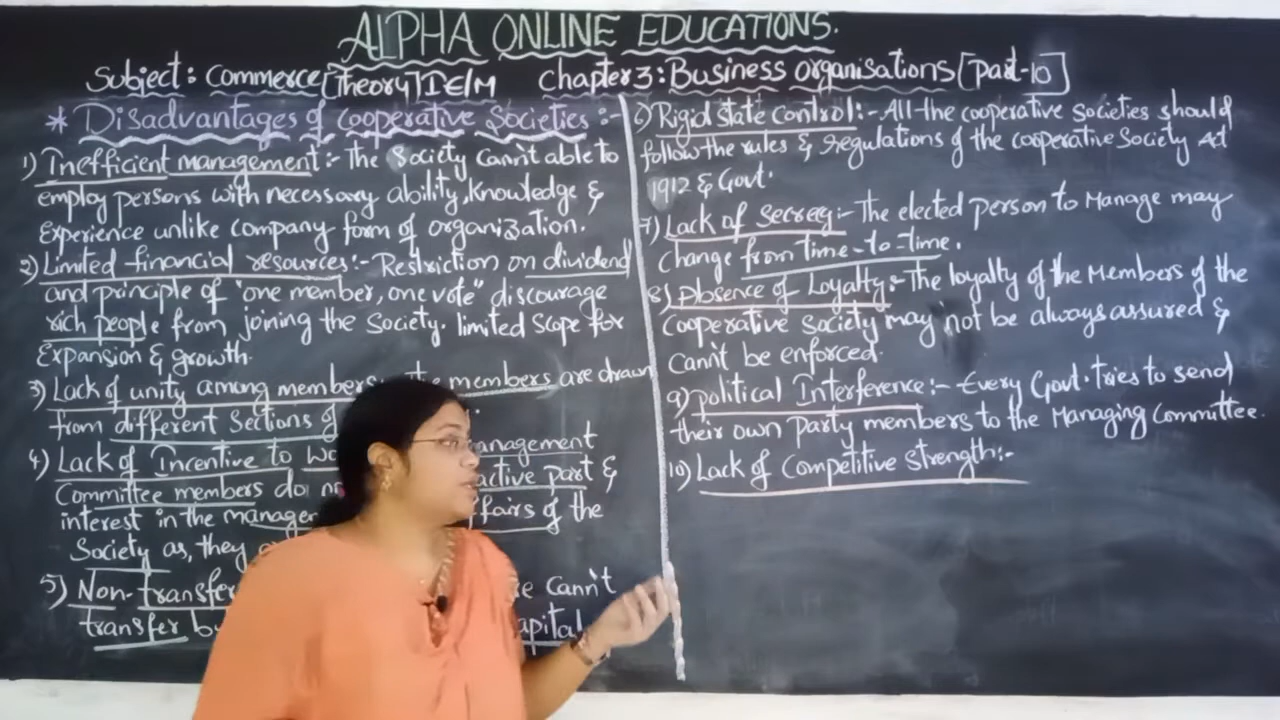 ALPHA ONLINE EDUCATIONS.
Subject: Commerce [Theory] I E/M Chapter 3: Business organisations [Part-10]
* Disadvantages of Cooperative Societies:-
1) Inefficient management:- The Society cann't able to
employ persons with necessary ability, knowledge &
Experience unlike company form of organization.
2) Limited financial resources:- Restriction on dividend
and principle of "one member, one vote" discourage
rich people from joining the Society. limited scope for
Expansion & growth.
3) Lack of unity among members the members are drawn
from different Sections of
4) Lack of Incentive to management
Committee members do active part &
interest in the affairs of the
Society as, they
5) Non- cann't
transfer
6) Rigid state control:- All the cooperative Societies should
follow the rules & regulations of the cooperative Society Act
1912 & Govt.
7) Lack of Secrecy:- The elected person to Manage may
change from time-to-time.
8) Absence of Loyalty:- The loyalty of the Members of the
Cooperative Society may not be always assured &
cann't be enforced.
9) political Interference:- Every Govt. tries to send
their own Party members to the Managing Committee.
10) Lack of Competitive strength:-